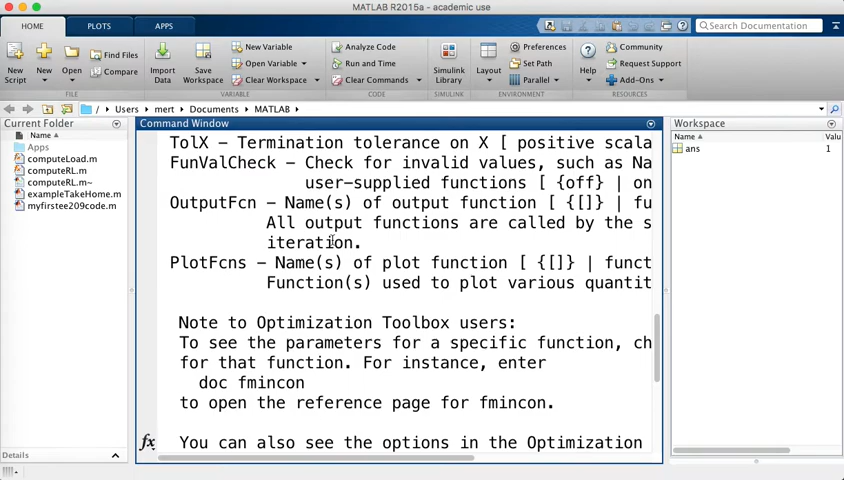 MATLAB R2015a - academic use
HOME PLOTS APPS
Search Documentation
New Script
New
Open
Find Files
Compare
FILE
Import Data
Save Workspace
New Variable
Open Variable
Clear Workspace
VARIABLE
Analyze Code
Run and Time
Clear Commands
CODE
Simulink Library
SIMULINK
Layout
Preferences
Set Path
Parallel
ENVIRONMENT
Help
Community
Request Support
Add-Ons
RESOURCES
/ Users mert Documents MATLAB
Current Folder
Name
Apps
computeLoad.m
computeRL.m
computeRL.m~
exampleTakeHome.m
myfirstee209code.m
Details
Command Window
TolX - Termination tolerance on X [ positive scala
FunValCheck - Check for invalid values, such as Na
user-supplied functions [ {off} | on
OutputFcn - Name(s) of output function [ {[]} | fu
All output functions are called by the s
iteration.
PlotFcns - Name(s) of plot function [ {[]} | funct
Function(s) used to plot various quantit
Note to Optimization Toolbox users:
To see the parameters for a specific function, ch
for that function. For instance, enter
doc fmincon
to open the reference page for fmincon.
fx You can also see the options in the Optimization
Workspace
Name Valu
ans 1